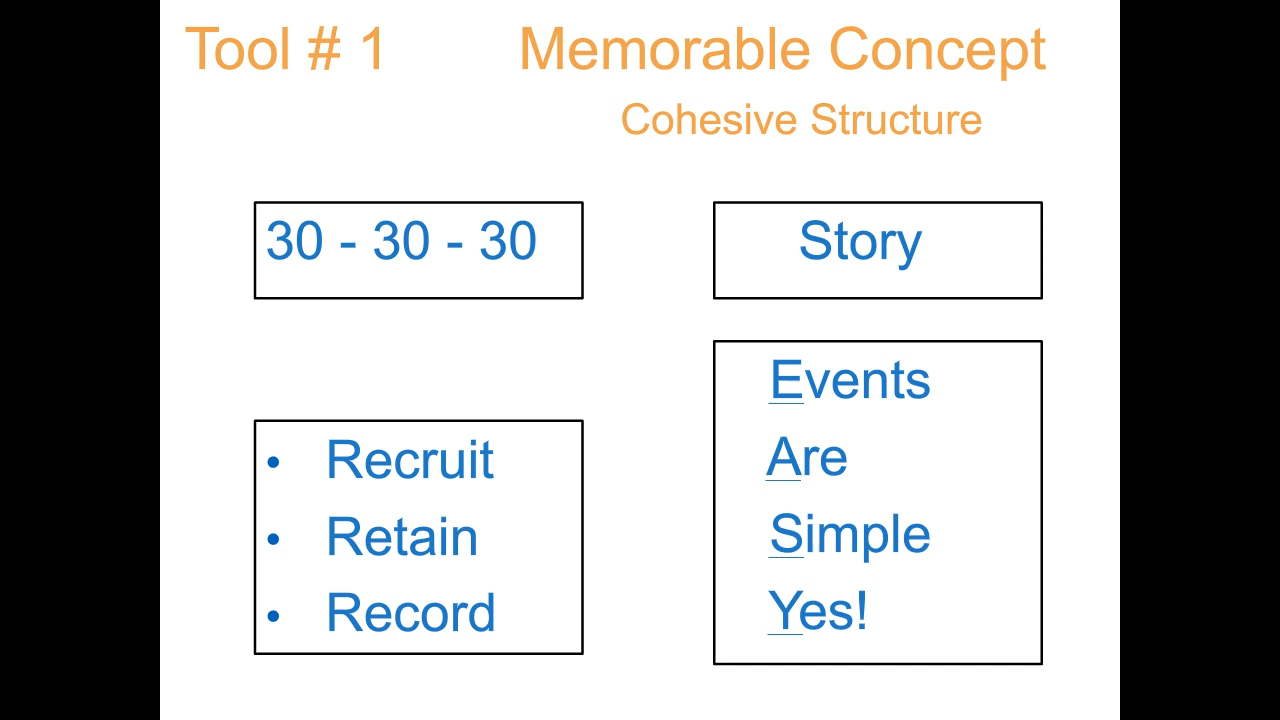 Tool # 1 Memorable Concept
Cohesive Structure
30 - 30 - 30
Story
• Recruit
• Retain
• Record
Events
Are
Simple
Yes!